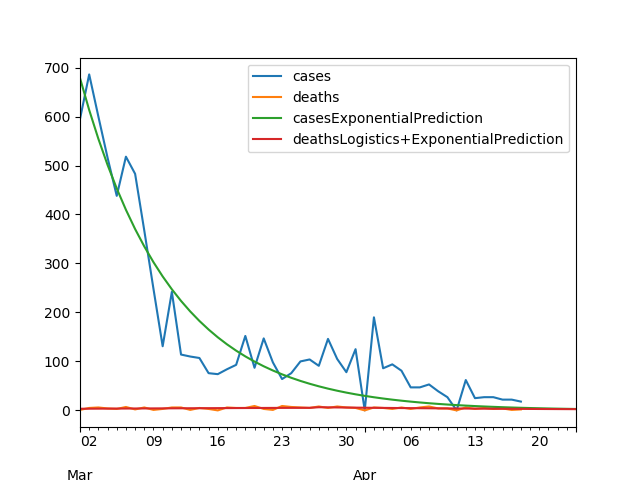 700
600
500
400
300
200
100
0
cases
deaths
casesExponentialPrediction
deathsLogistics+ExponentialPrediction
02 09 16 23 30 06 13 20
Mar Apr